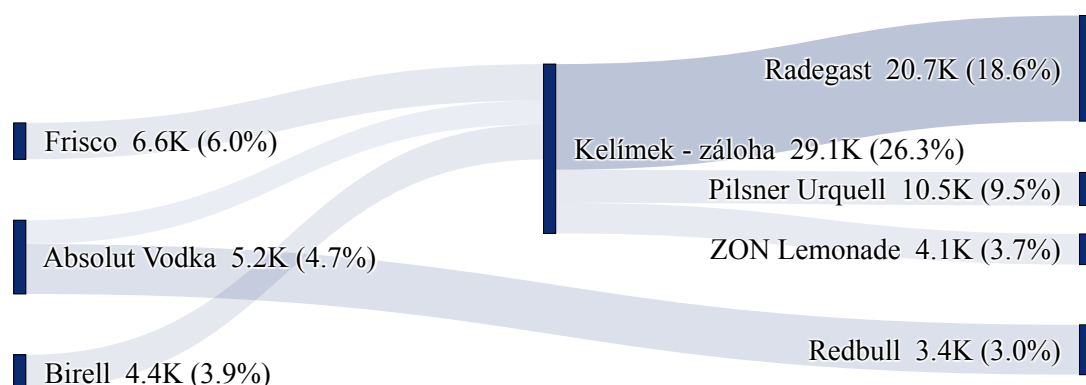 Radegast 20.7K (18.6%)
Frisco 6.6K (6.0%)
Kelímek - záloha 29.1K (26.3%)
Pilsner Urquell 10.5K (9.5%)
Absolut Vodka 5.2K (4.7%)
ZON Lemonade 4.1K (3.7%)
Redbull 3.4K (3.0%)
Birell 4.4K (3.9%)